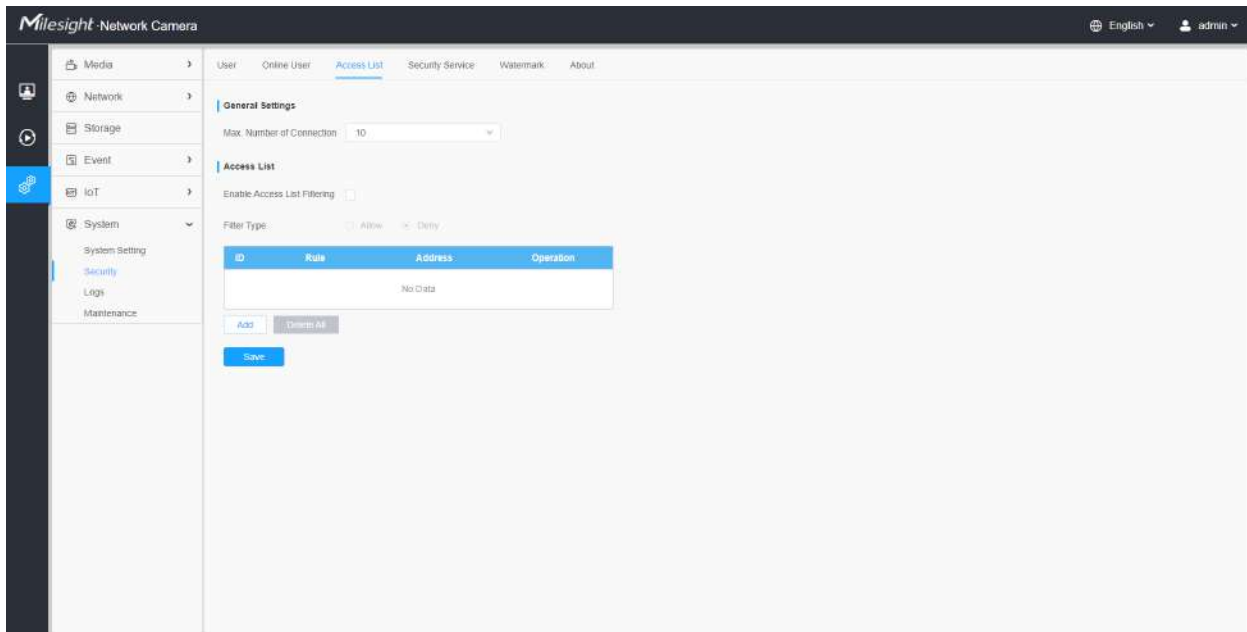 Milesight -Network Camera
English
admin
Media
Network
Storage
Event
IoT
System
System Setting
Security
Logs
Maintenance
User Online User Access List Security Service Watermark About
General Settings
Max. Number of Connection 10
Access List
Enable Access List Filtering
Filter Type Allow Deny
ID Rule Address Operation
No Data
Add Delete All
Save